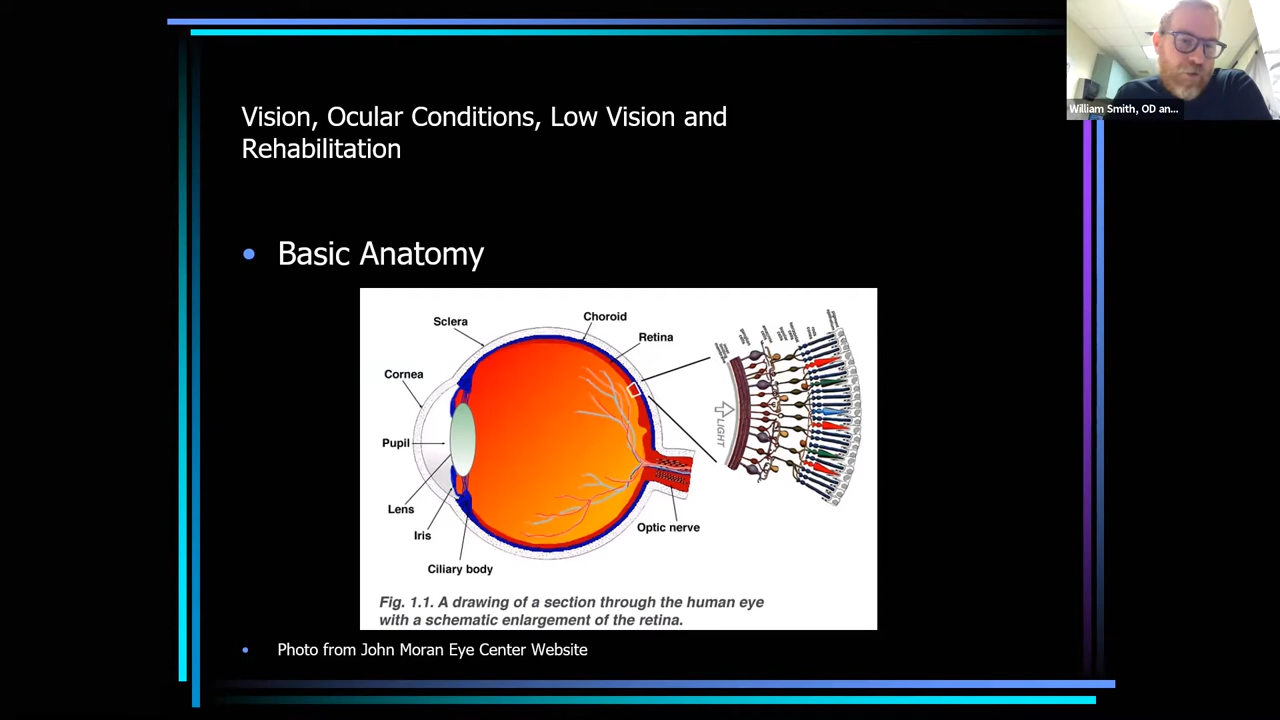 William Smith, OD an...
Vision, Ocular Conditions, Low Vision and
Rehabilitation
• Basic Anatomy
Sclera
Choroid
Retina
Cornea
Pupil
LIGHT
Lens
Iris
Optic nerve
Ciliary body
Fig. 1.1. A drawing of a section through the human eye
with a schematic enlargement of the retina.
• Photo from John Moran Eye Center Website